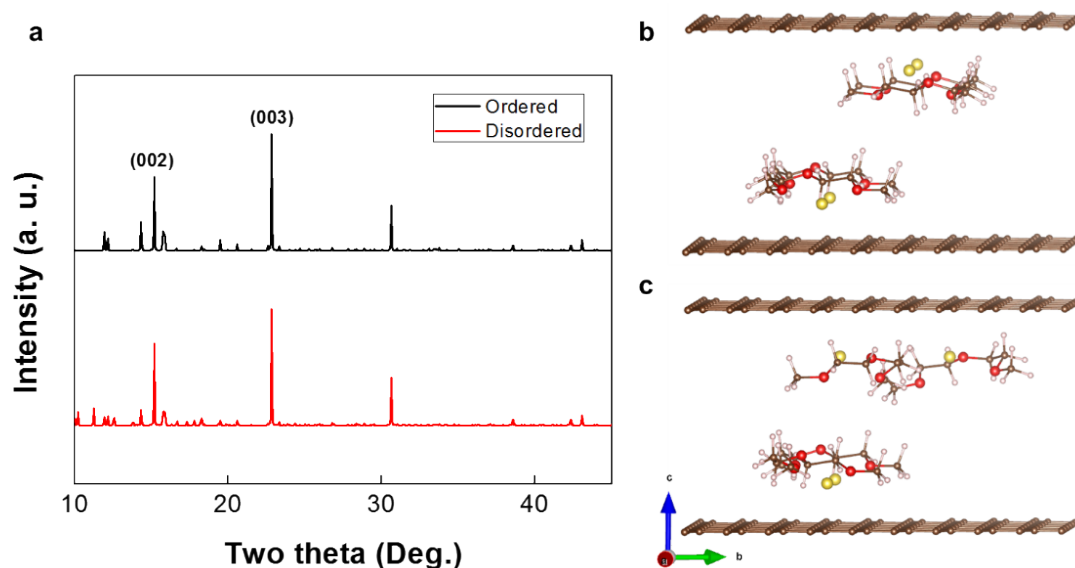 a
Intensity (a. u.)
(002)
(003)
Ordered
Disordered
10
20
30
40
Two theta (Deg.)
b
c
c
b